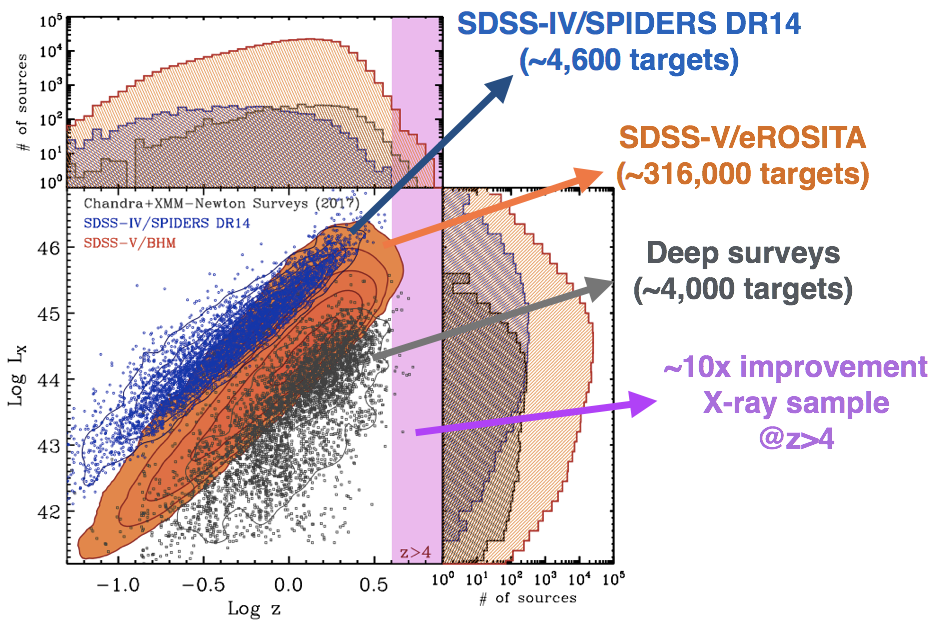 SDSS-IV/SPIDERS DR14
(~4,600 targets)
SDSS-V/eROSITA
(~316,000 targets)
Deep surveys
(~4,000 targets)
~10x improvement
X-ray sample
@z>4
# of sources
10^5
10^4
10^3
10^2
10^1
10^0
Chandra+XMM-Newton Surveys (2017)
SDSS-IV/SPIDERS DR14
SDSS-V/BHM
Log L_X
46
45
44
43
42
z>4
-1.0 -0.5 0.0 0.5
Log z
10^0 10^1 10^2 10^3 10^4 10^5
# of sources